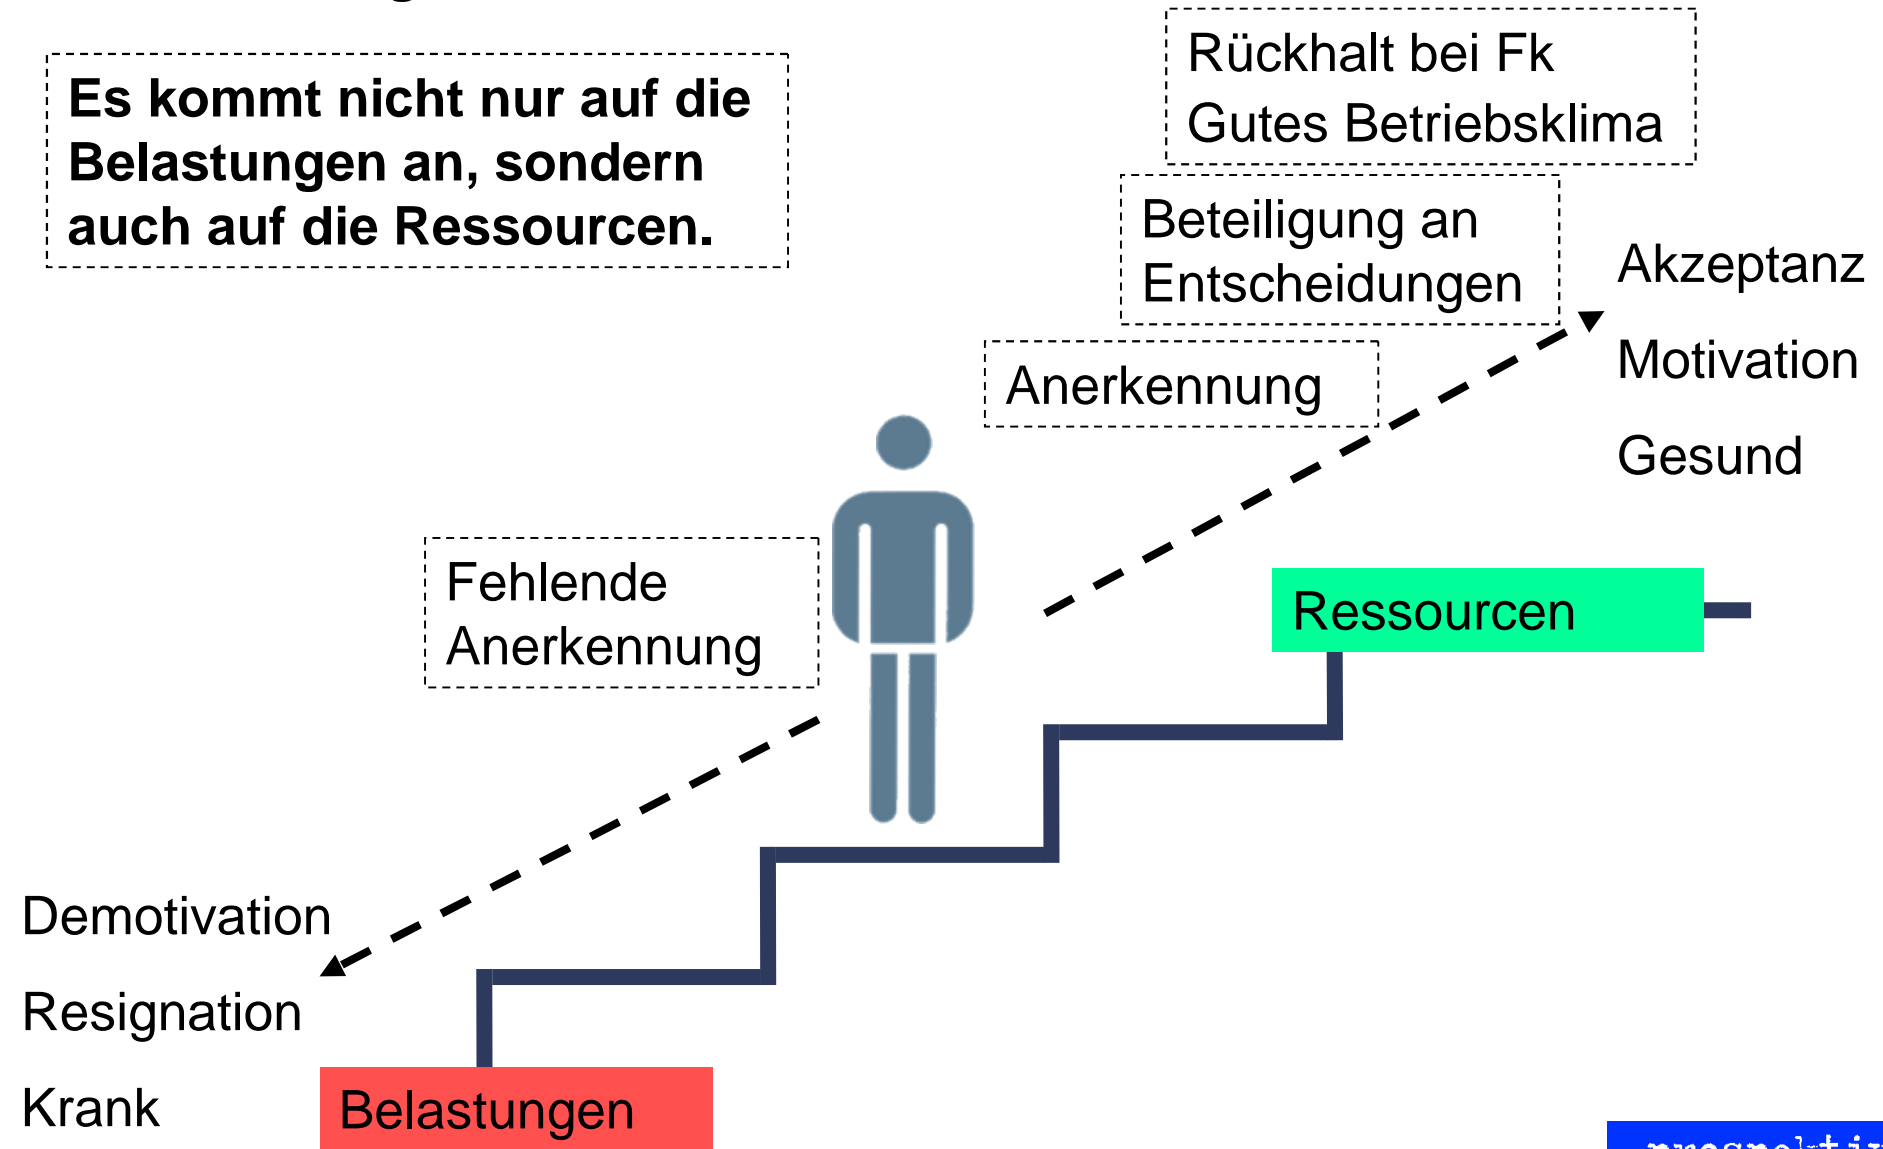 Es kommt nicht nur auf die
Belastungen an, sondern
auch auf die Ressourcen.
Rückhalt bei Fk
Gutes Betriebsklima
Beteiligung an
Entscheidungen
Anerkennung
Akzeptanz
Motivation
Gesund
Fehlende
Anerkennung
Ressourcen
Demotivation
Resignation
Krank
Belastungen